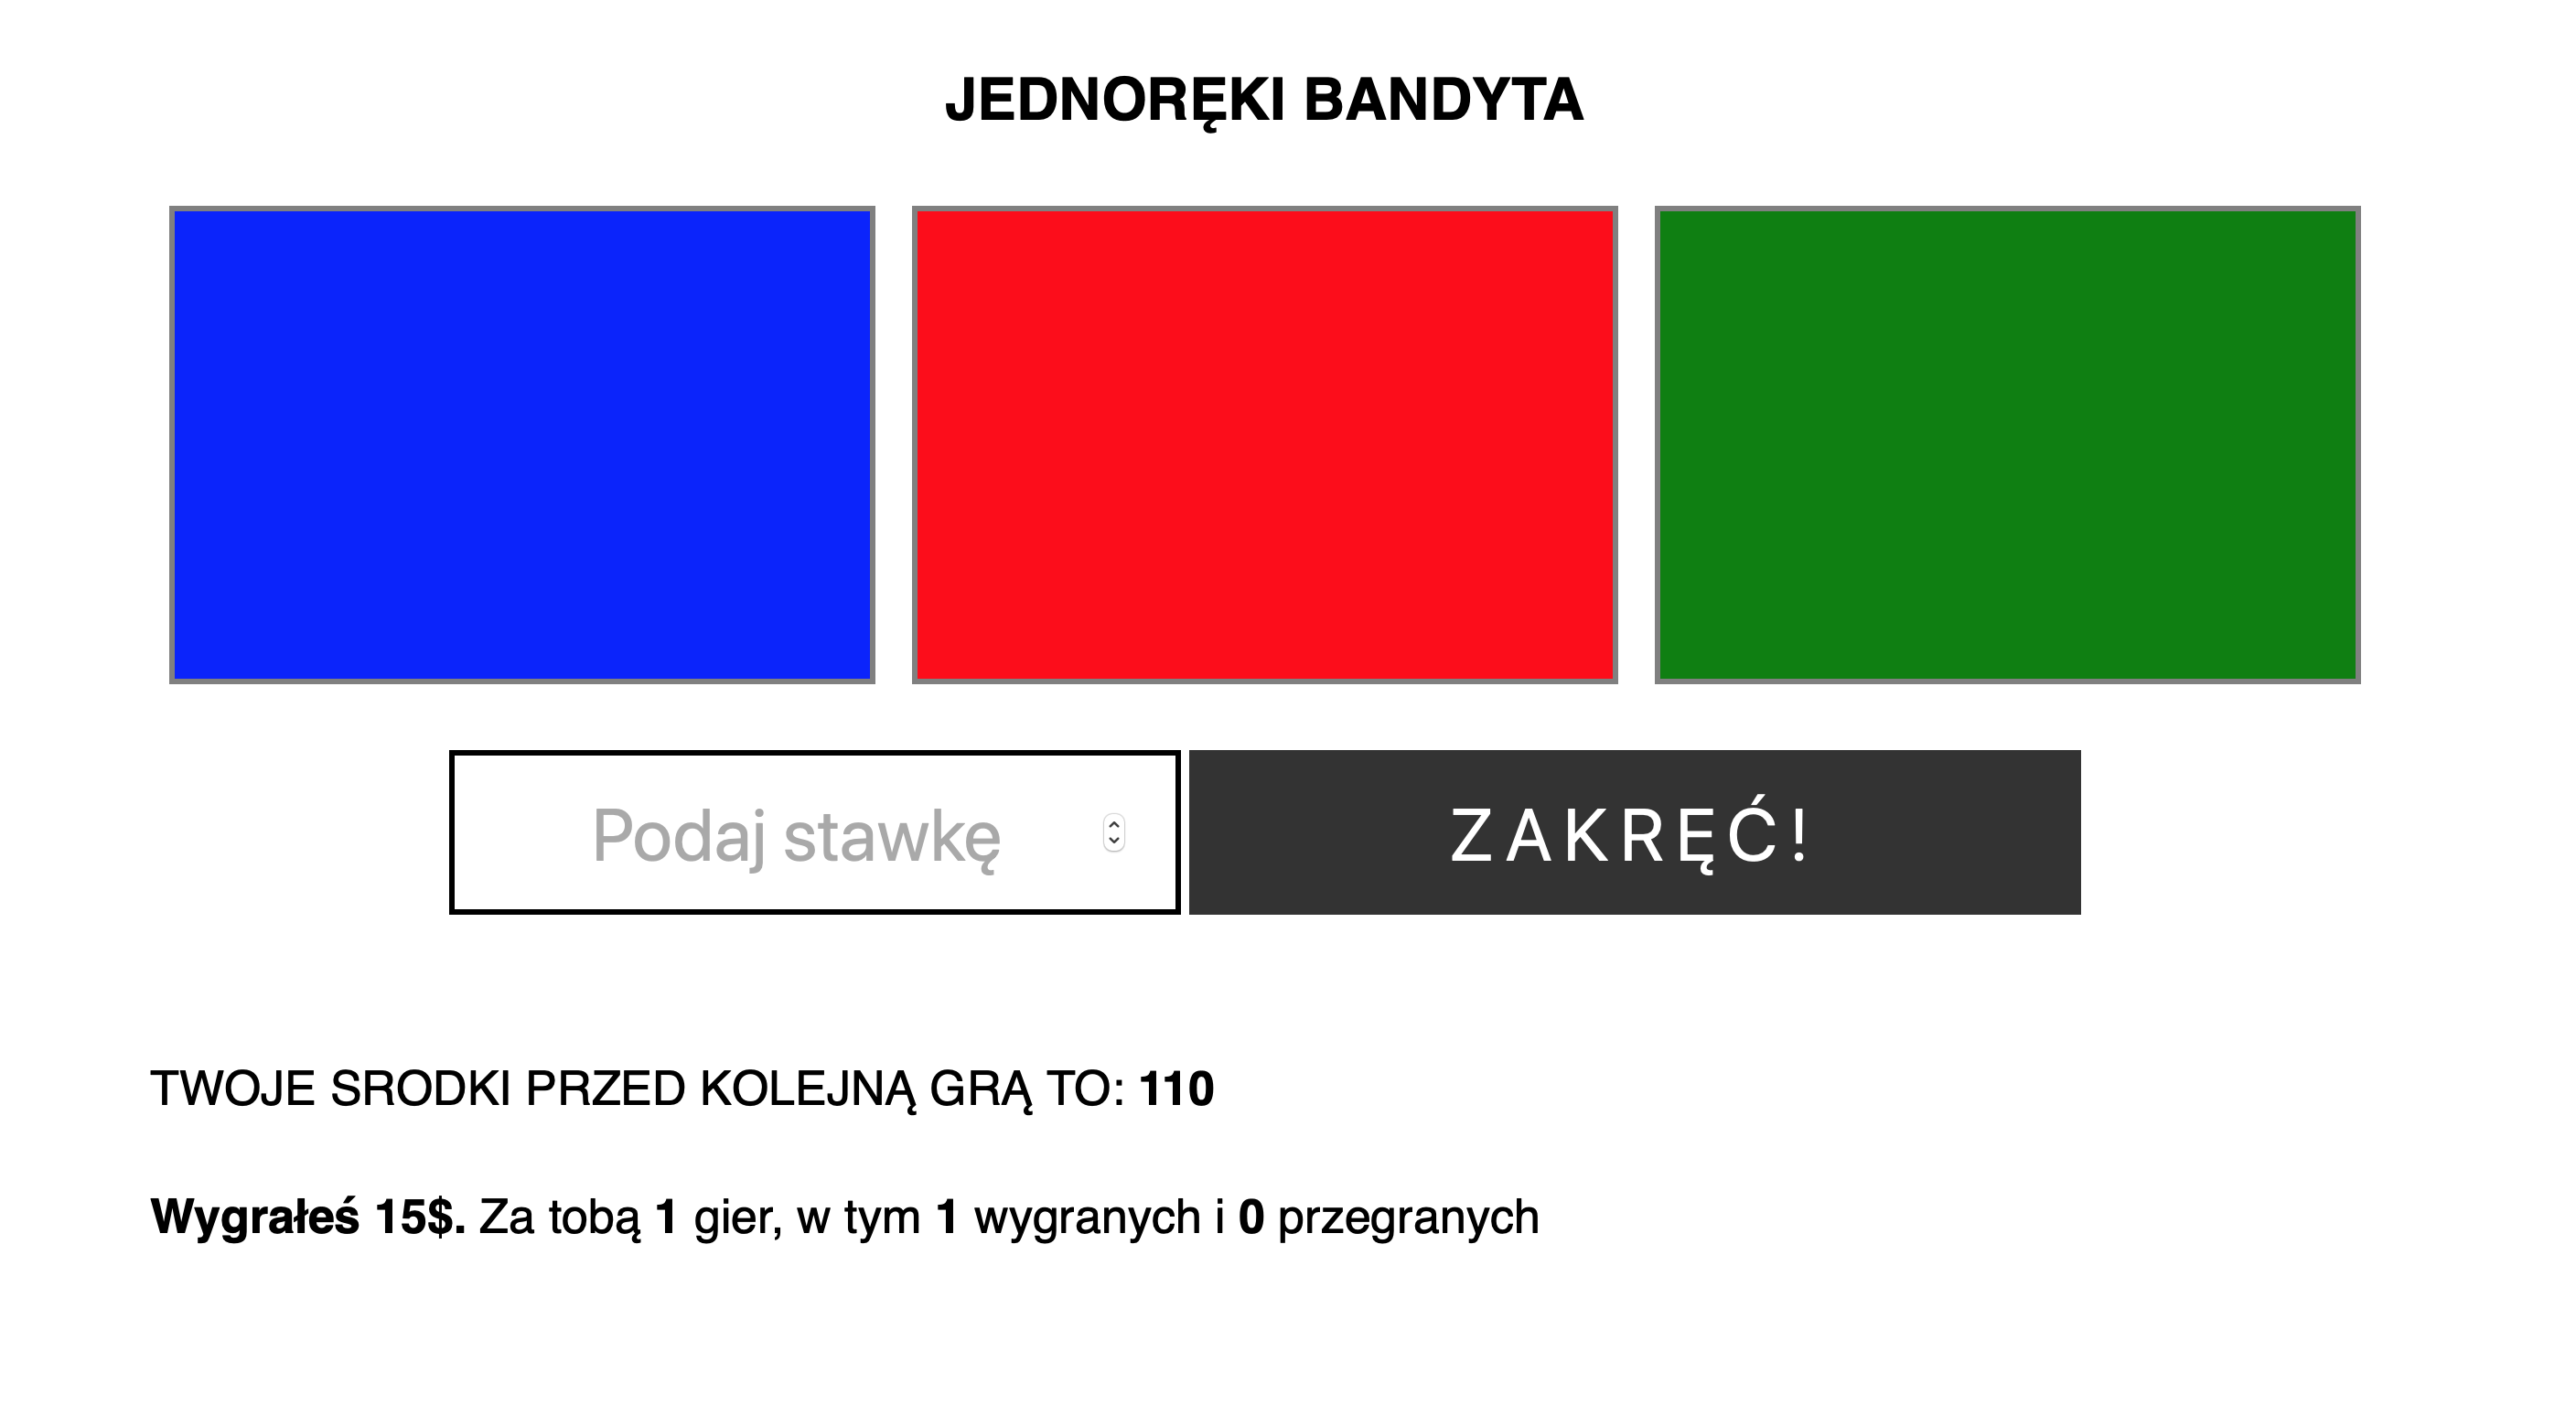 JEDNORĘKI BANDYTA
Podaj stawkę
ZAKRĘĆ!
TWOJE SRODKI PRZED KOLEJNĄ GRĄ TO: 110
Wygrałeś 15$. Za tobą 1 gier, w tym 1 wygranych i 0 przegranych